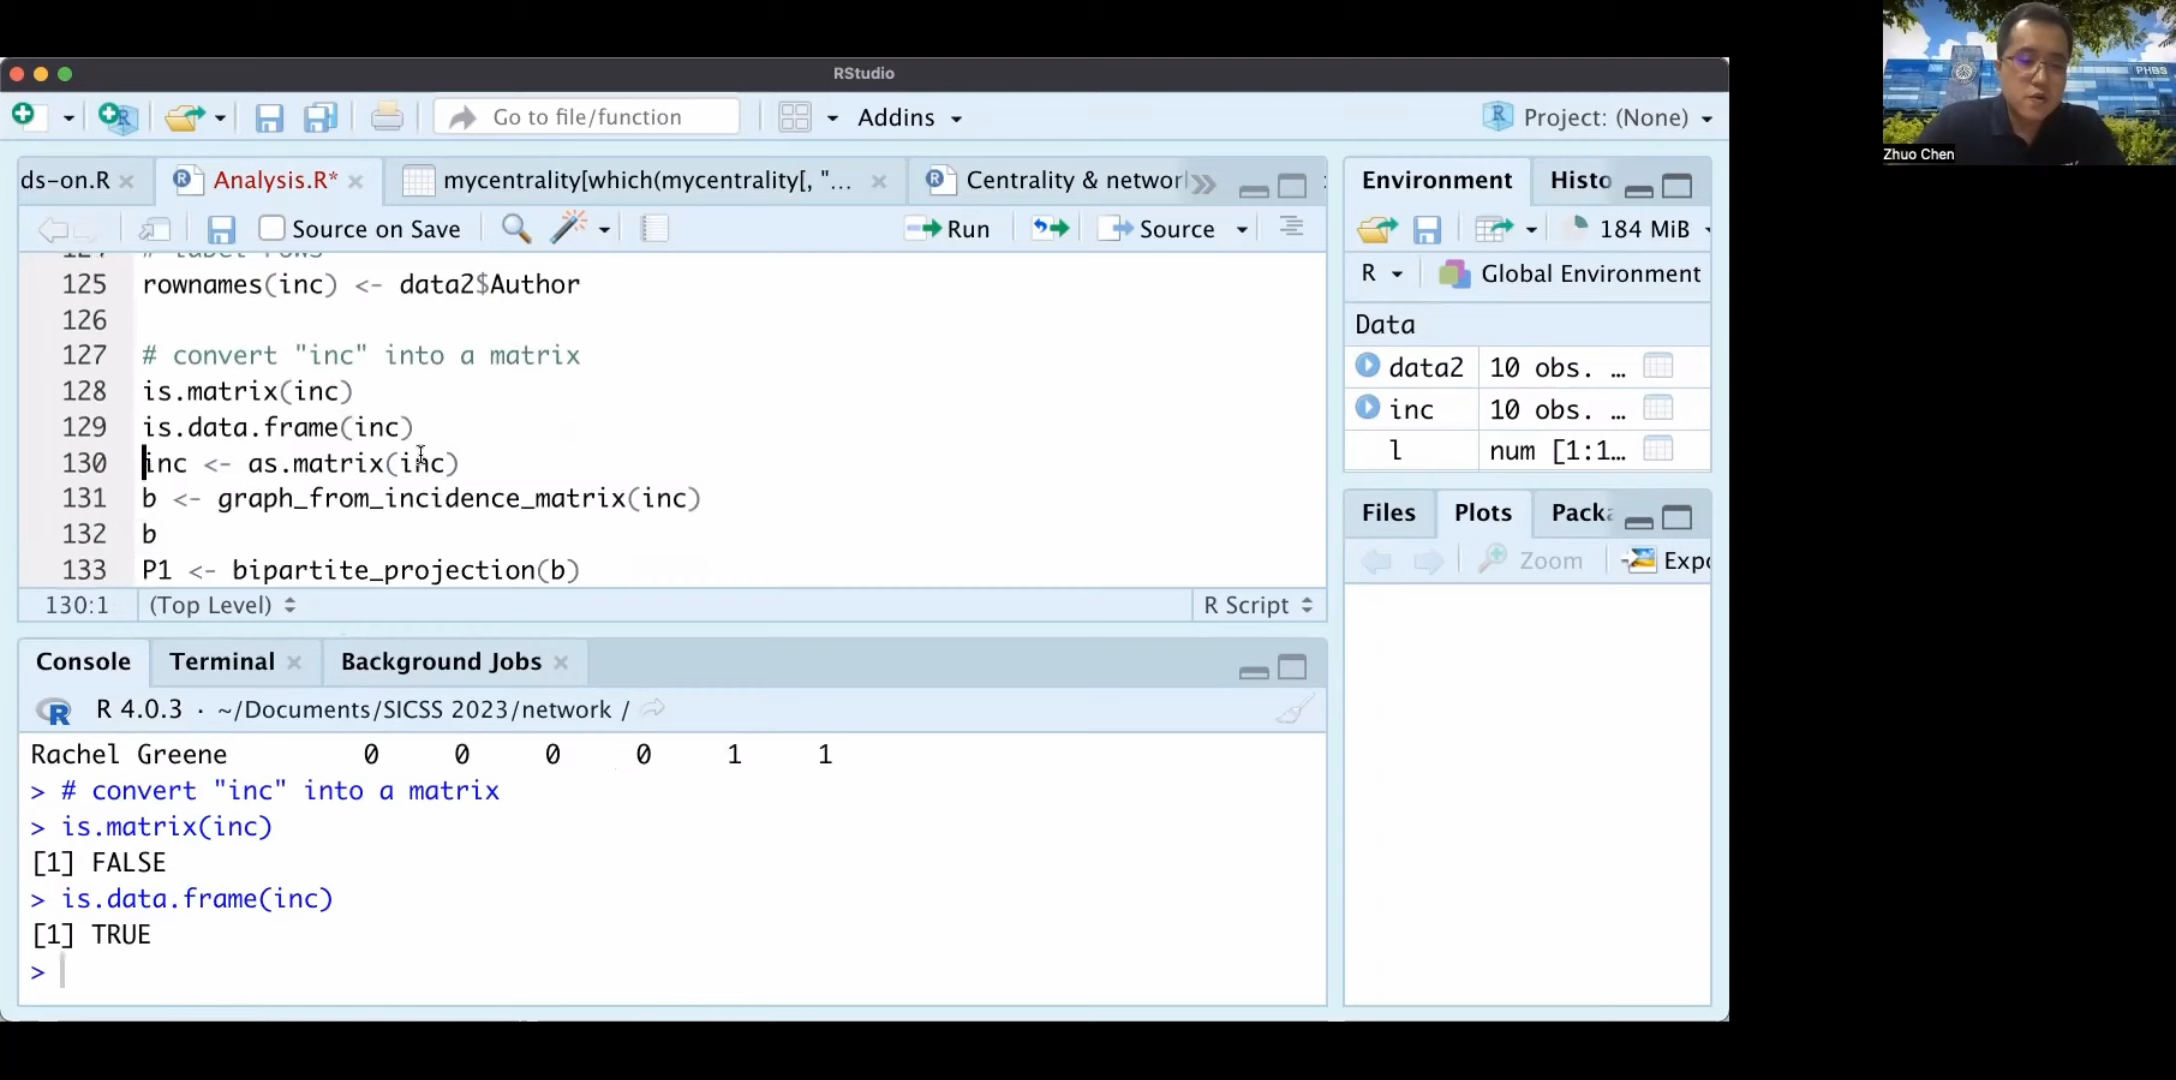 RStudio
Go to file/function
Addins
Project: (None)
ds-on.R
Analysis.R*
mycentrality[which(mycentrality[, "...
Centrality & networ
Source on Save
Run
Source
125 rownames(inc) <- data2$Author
126
127 # convert "inc" into a matrix
128 is.matrix(inc)
129 is.data.frame(inc)
130 inc <- as.matrix(inc)
131 b <- graph_from_incidence_matrix(inc)
132 b
133 P1 <- bipartite_projection(b)
130:1 (Top Level) R Script
Console Terminal Background Jobs
R 4.0.3 · ~/Documents/SICSS 2023/network /
Rachel Greene 0 0 0 0 1 1
> # convert "inc" into a matrix
> is.matrix(inc)
[1] FALSE
> is.data.frame(inc)
[1] TRUE
>
Environment Histo
184 MiB
R Global Environment
Data
data2 10 obs. …
inc 10 obs. …
l num [1:1…
Files Plots Packa
Zoom Expo
PHBS
Zhuo Chen